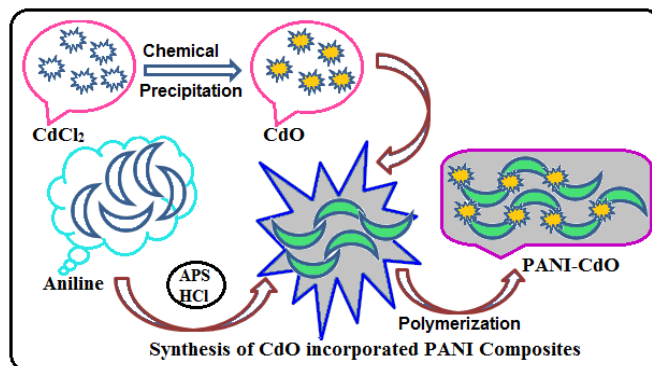 Chemical
Precipitation
CdCl₂
CdO
Aniline
APS
HCl
PANI-CdO
Polymerization
Synthesis of CdO incorporated PANI Composites